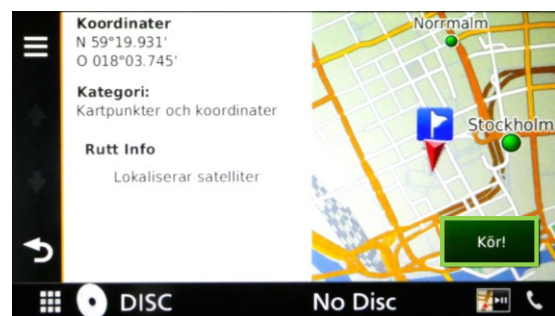 Koordinater
N 59°19.931'
O 018°03.745'
Kategori:
Kartpunkter och koordinater
Rutt Info
Lokaliserar satelliter
Norrmalm
Stockholm
Kör!
DISC
No Disc